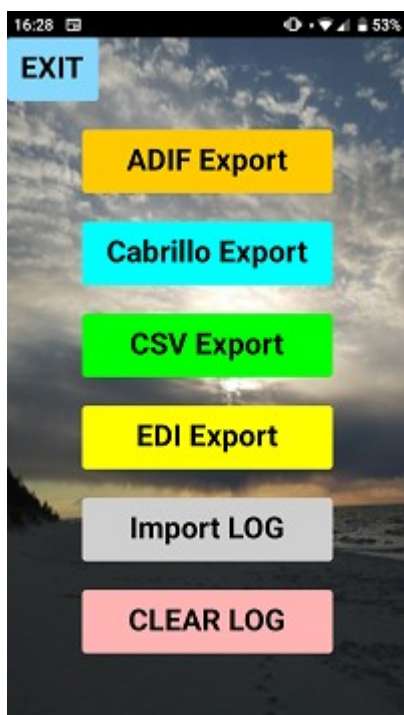 16:28 53%
EXIT
ADIF Export
Cabrillo Export
CSV Export
EDI Export
Import LOG
CLEAR LOG